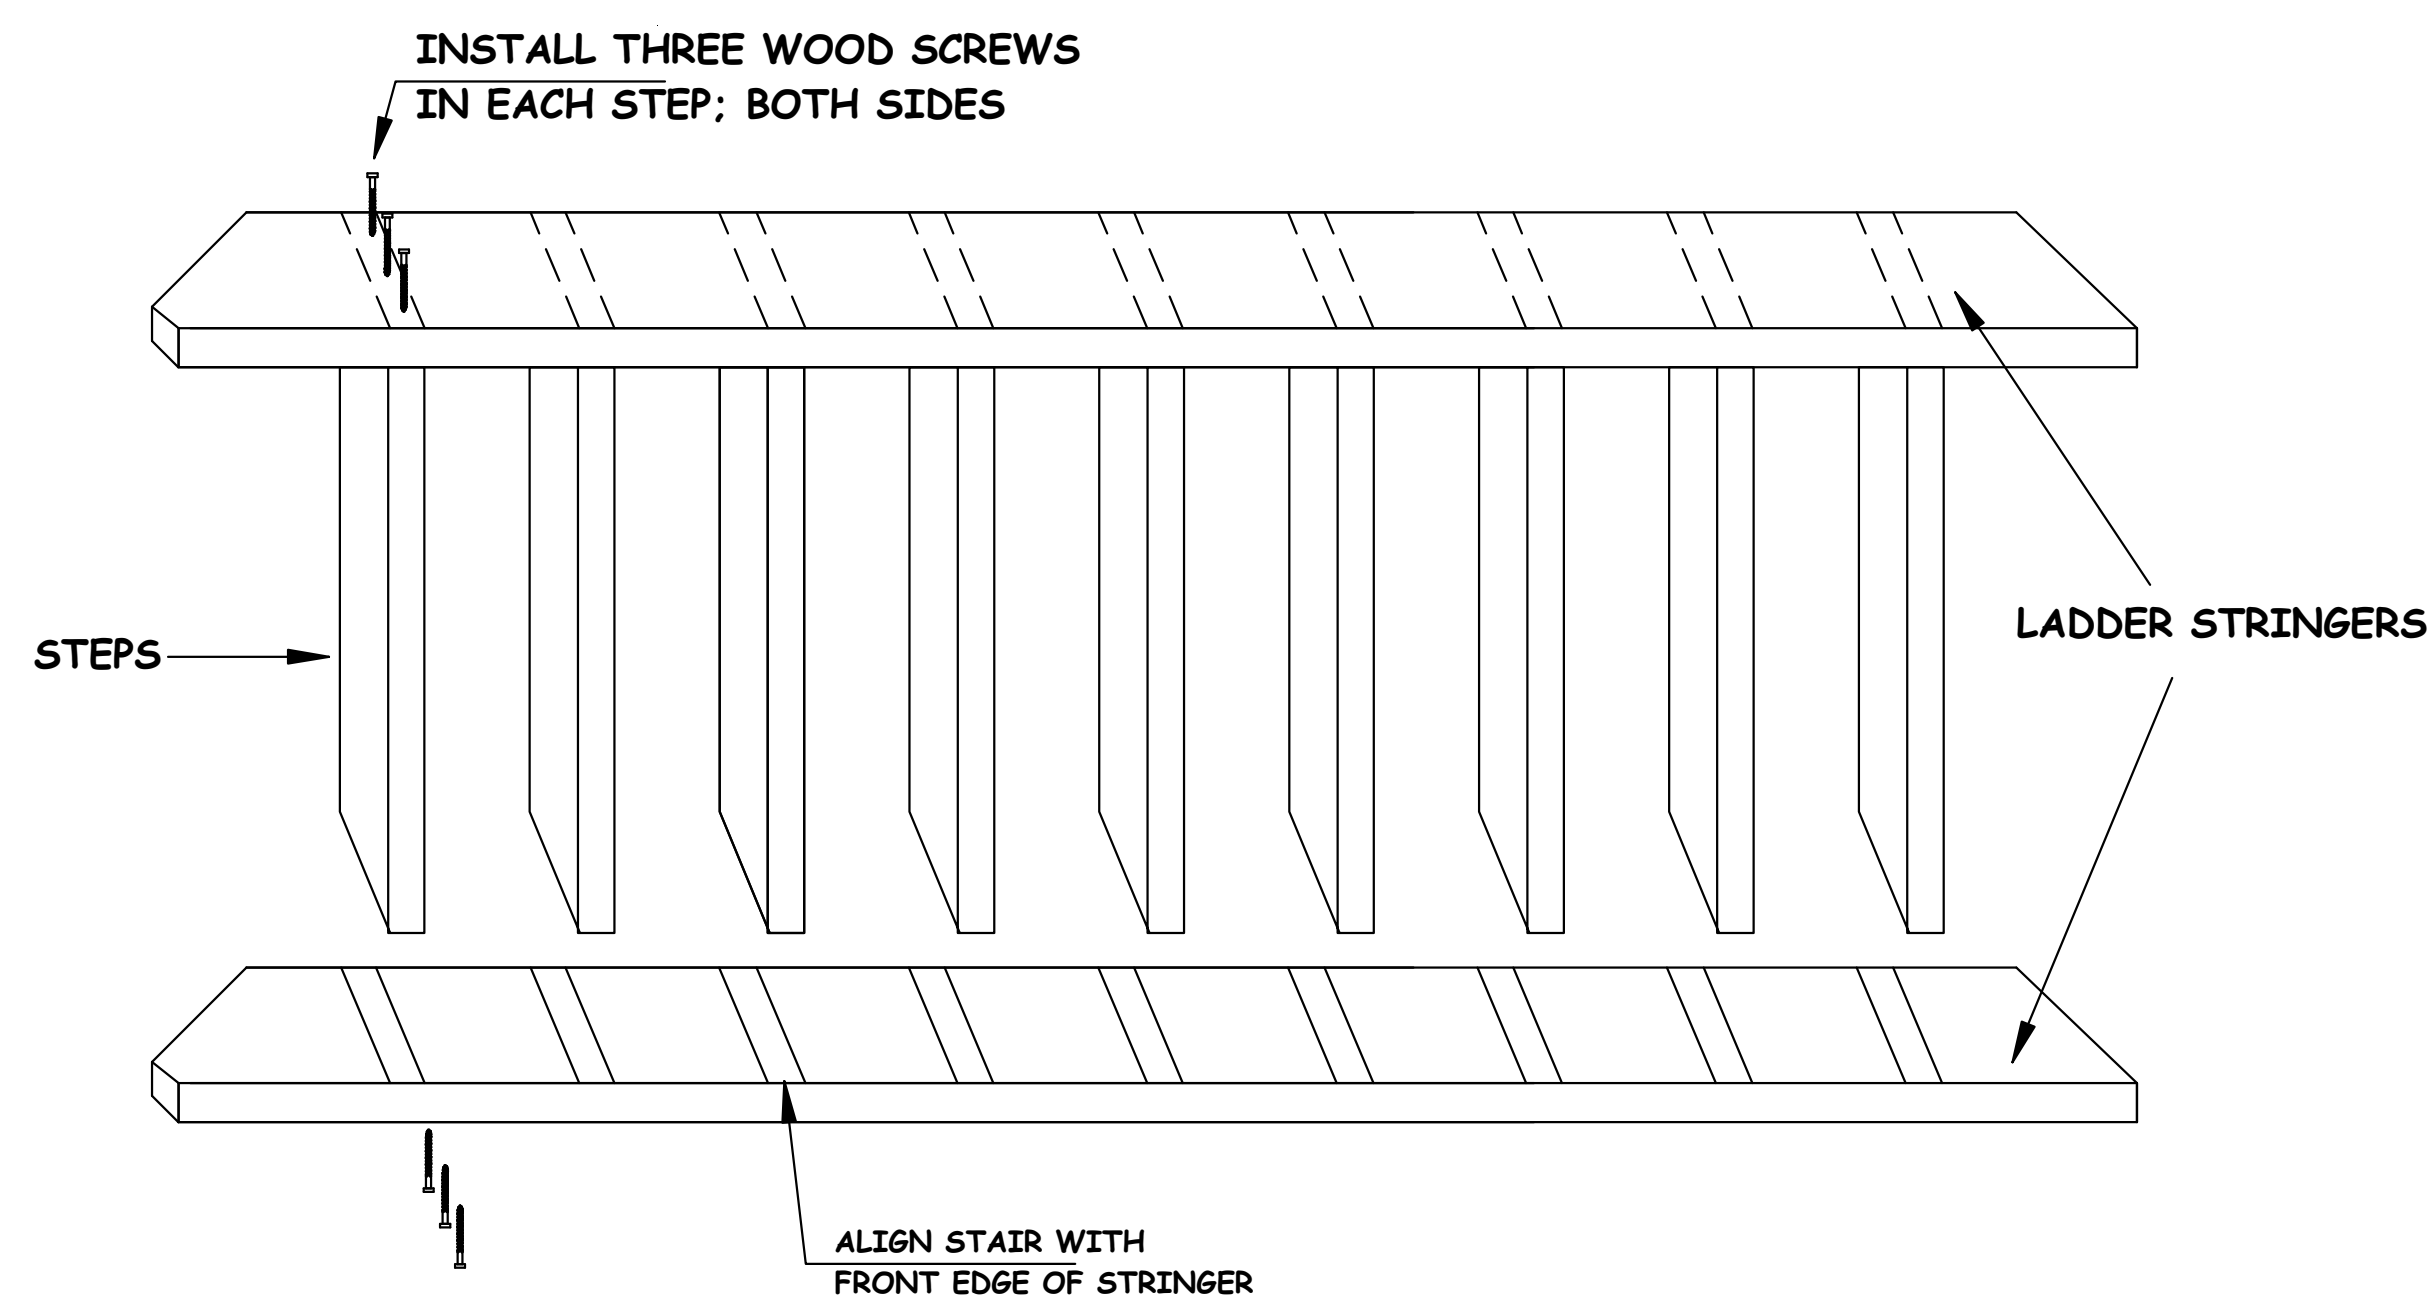 INSTALL THREE WOOD SCREWS
IN EACH STEP; BOTH SIDES
LADDER STRINGERS
STEPS
ALIGN STAIR WITH
FRONT EDGE OF STRINGER